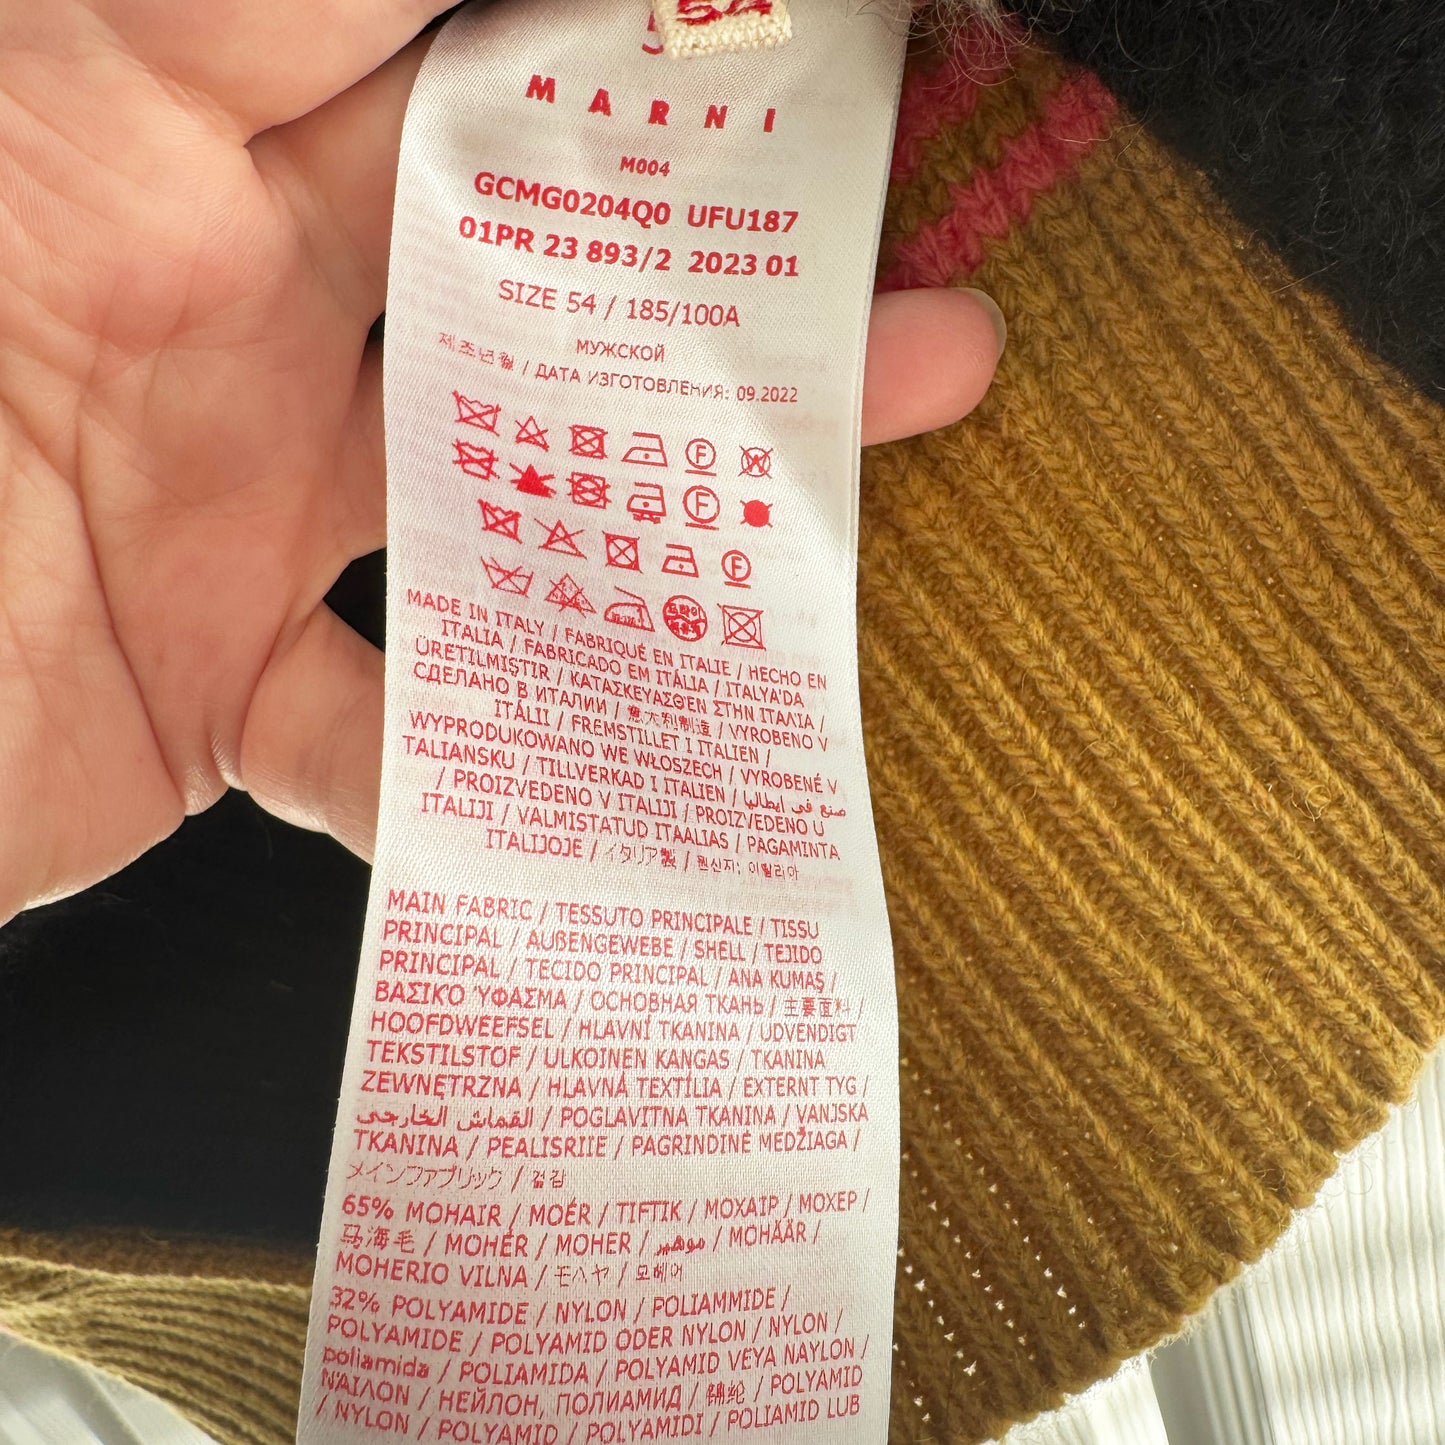 54
MARNI
M004
GCMG0204Q0 UFU187
01PR 23 893/2 2023 01
SIZE 54 / 185/100A
МУЖСКОЙ
제조년월 / ДАТА ИЗГОТОВЛЕНИЯ: 09.2022
F W
F
F
드라이
MADE IN ITALY / FABRIQUÉ EN ITALIE / HECHO EN
ITALIA / FABRICADO EM ITÁLIA / ITALYA'DA
ÜRETILMIŞTIR / ΚΑΤΑΣΚΕΥΑΣΘΕΝ ΣΤΗΝ ΙΤΑΛΙΑ /
СДЕЛАНО В ИТАЛИИ / 意大利制造 / VYROBENO V
ITÁLII / FREMSTILLET I ITALIEN /
WYPRODUKOWANO WE WŁOSZECH / VYROBENÉ V
TALIANSKU / TILLVERKAD I ITALIEN / صنع في ايطاليا
/ PROIZVEDENO V ITALIJI / PROIZVEDENO U
ITALIJI / VALMISTATUD ITAALIAS / PAGAMINTA
ITALIJOJE / イタリア製 / 원산지: 이탈리아
MAIN FABRIC / TESSUTO PRINCIPALE / TISSU
PRINCIPAL / AUßENGEWEBE / SHELL / TEJIDO
PRINCIPAL / TECIDO PRINCIPAL / ANA KUMAŞ /
ΒΑΣΙΚΟ ΎΦΑΣΜΑ / ОСНОВНАЯ ТКАНЬ / 主要面料 /
HOOFDWEEFSEL / HLAVNÍ TKANINA / UDVENDIGT
TEKSTILSTOF / ULKOINEN KANGAS / TKANINA
ZEWNĘTRZNA / HLAVNÁ TEXTÍLIA / EXTERNT TYG /
القماش الخارجي / POGLAVITNA TKANINA / VANJSKA
TKANINA / PEALISRIIE / PAGRINDINĖ MEDŽIAGA /
メインファブリック / 겉감
65% MOHAIR / MOÉR / TIFTIK / ΜΟΧΑΙΡ / МОХЕР /
马海毛 / MOHÉR / MOHER / موهير / MOHÄÄR /
MOHERIO VILNA / モヘヤ / 모헤어
32% POLYAMIDE / NYLON / POLIAMMIDE /
POLYAMIDE / POLYAMID ODER NYLON / NYLON /
poliamida / POLIAMIDA / POLYAMID VEYA NAYLON /
ΝΆΙΛΟΝ / НЕЙЛОН, ПОЛИАМИД / 锦纶 / POLYAMID
/ NYLON / POLYAMID / POLYAMIDI / POLIAMID LUB